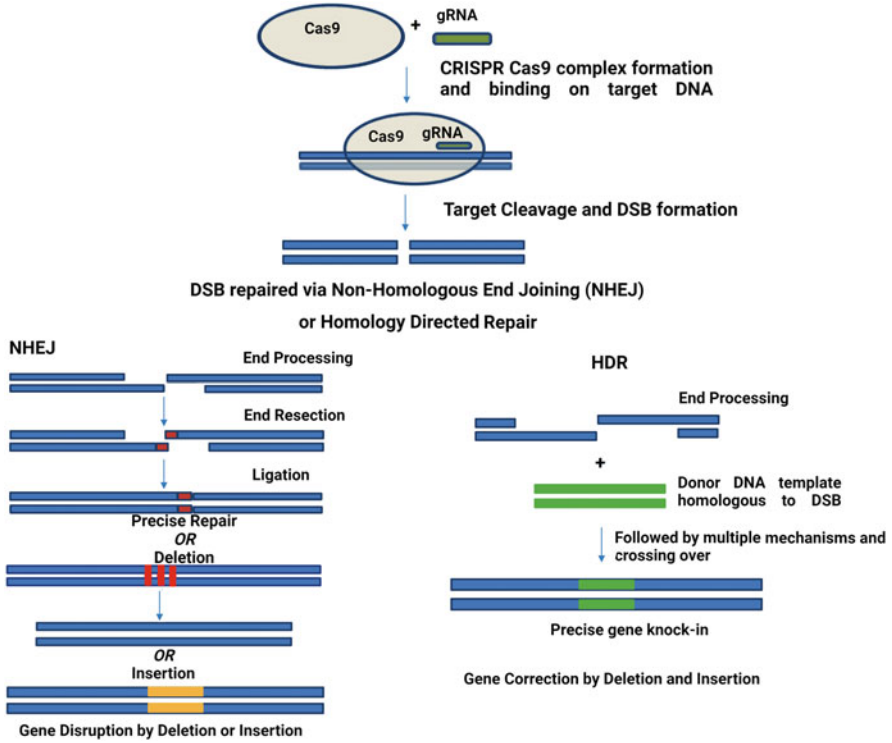 Cas9
+
gRNA
CRISPR Cas9 complex formation
and binding on target DNA
Cas9 gRNA
Target Cleavage and DSB formation
DSB repaired via Non-Homologous End Joining (NHEJ)
or Homology Directed Repair
NHEJ
End Processing
End Resection
Ligation
Precise Repair
OR
Deletion
OR
Insertion
Gene Disruption by Deletion or Insertion
HDR
End Processing
+
Donor DNA template
homologous to DSB
Followed by multiple mechanisms and
crossing over
Precise gene knock-in
Gene Correction by Deletion and Insertion